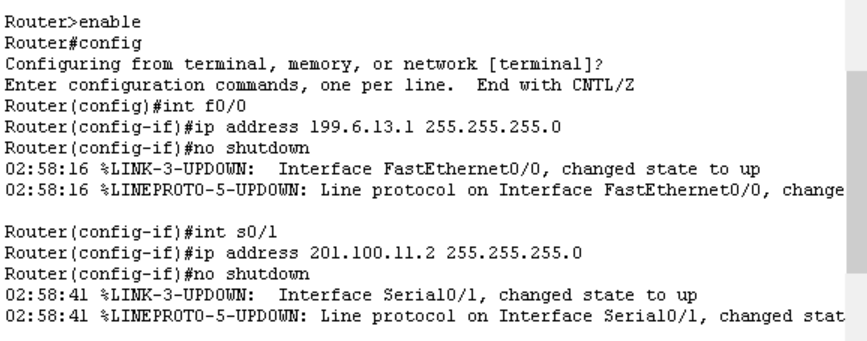 Router>enable
Router#config
Configuring from terminal, memory, or network [terminal]?
Enter configuration commands, one per line.  End with CNTL/Z
Router(config)#int f0/0
Router(config-if)#ip address 199.6.13.1 255.255.255.0
Router(config-if)#no shutdown
02:58:16 %LINK-3-UPDOWN:  Interface FastEthernet0/0, changed state to up
02:58:16 %LINEPROTO-5-UPDOWN: Line protocol on Interface FastEthernet0/0, change
Router(config-if)#int s0/1
Router(config-if)#ip address 201.100.11.2 255.255.255.0
Router(config-if)#no shutdown
02:58:41 %LINK-3-UPDOWN:  Interface Serial0/1, changed state to up
02:58:41 %LINEPROTO-5-UPDOWN: Line protocol on Interface Serial0/1, changed stat